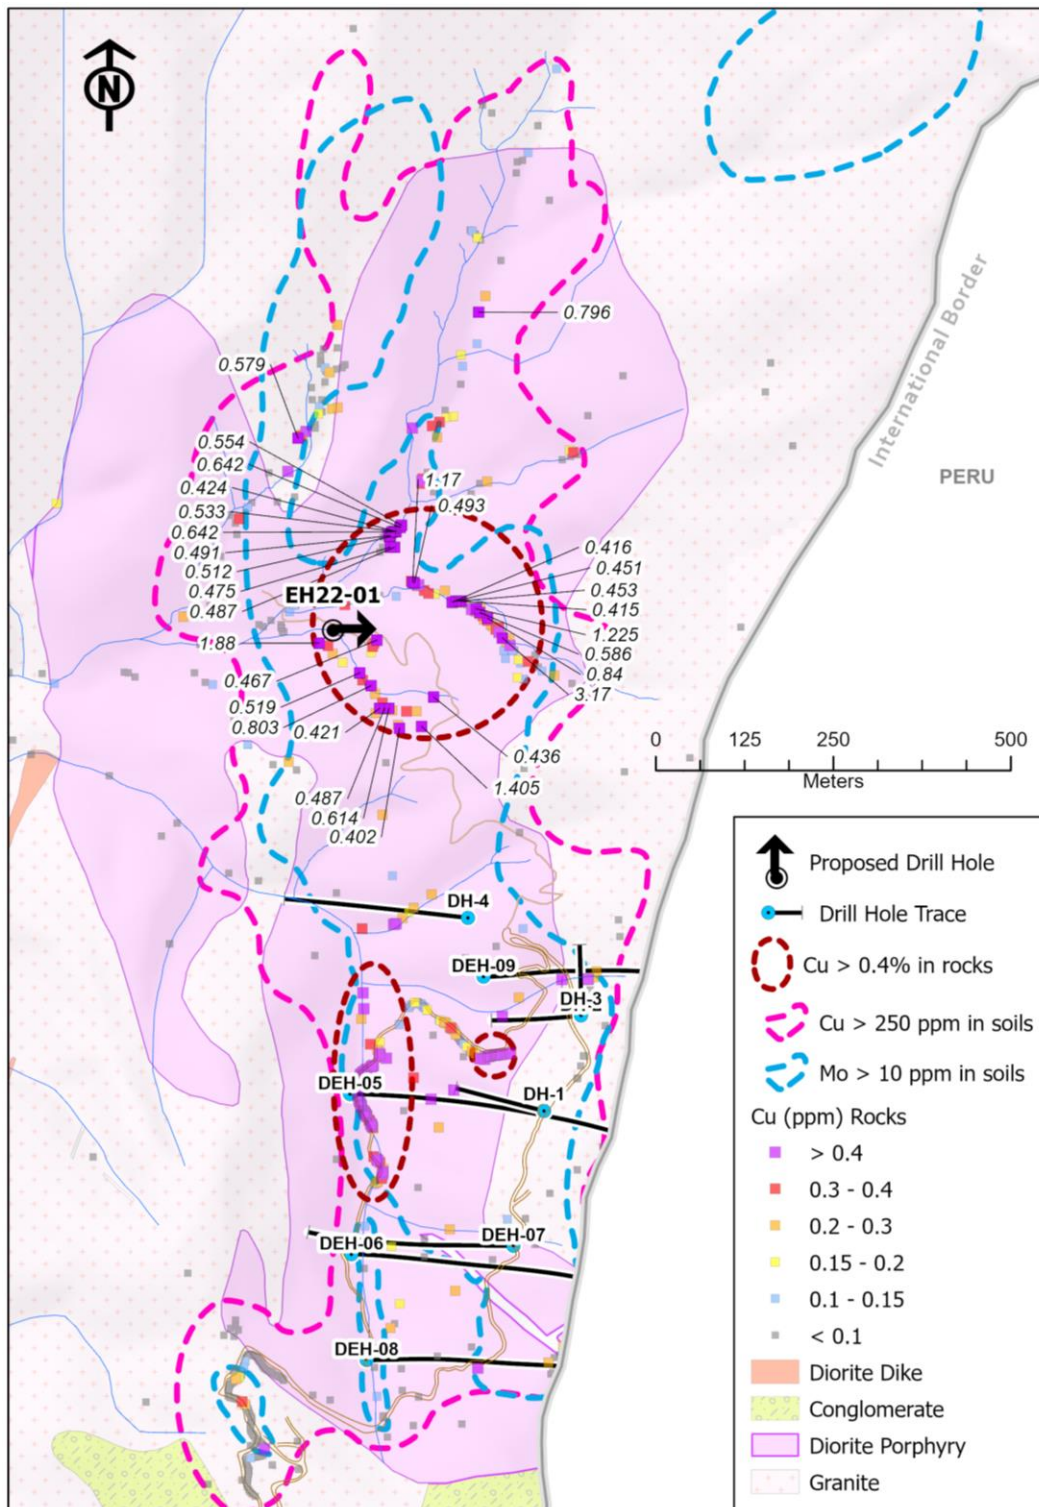 N
0.796
0.579
0.554
0.642
0.424
0.533
0.642
0.491
0.512
0.475
0.487
1.17
0.493
0.416
0.451
0.453
0.415
1.225
0.586
0.84
3.17
EH22-01
1.88
0.467
0.519
0.803
0.421
0.487
0.614
0.402
0.436
1.405
International Border
PERU
0 125 250 500
Meters
DH-4
DEH-09
DH-3
DEH-05
DH-1
DEH-06
DEH-07
DEH-08
Proposed Drill Hole
Drill Hole Trace
Cu > 0.4% in rocks
Cu > 250 ppm in soils
Mo > 10 ppm in soils
Cu (ppm) Rocks
> 0.4
0.3 - 0.4
0.2 - 0.3
0.15 - 0.2
0.1 - 0.15
< 0.1
Diorite Dike
Conglomerate
Diorite Porphyry
Granite